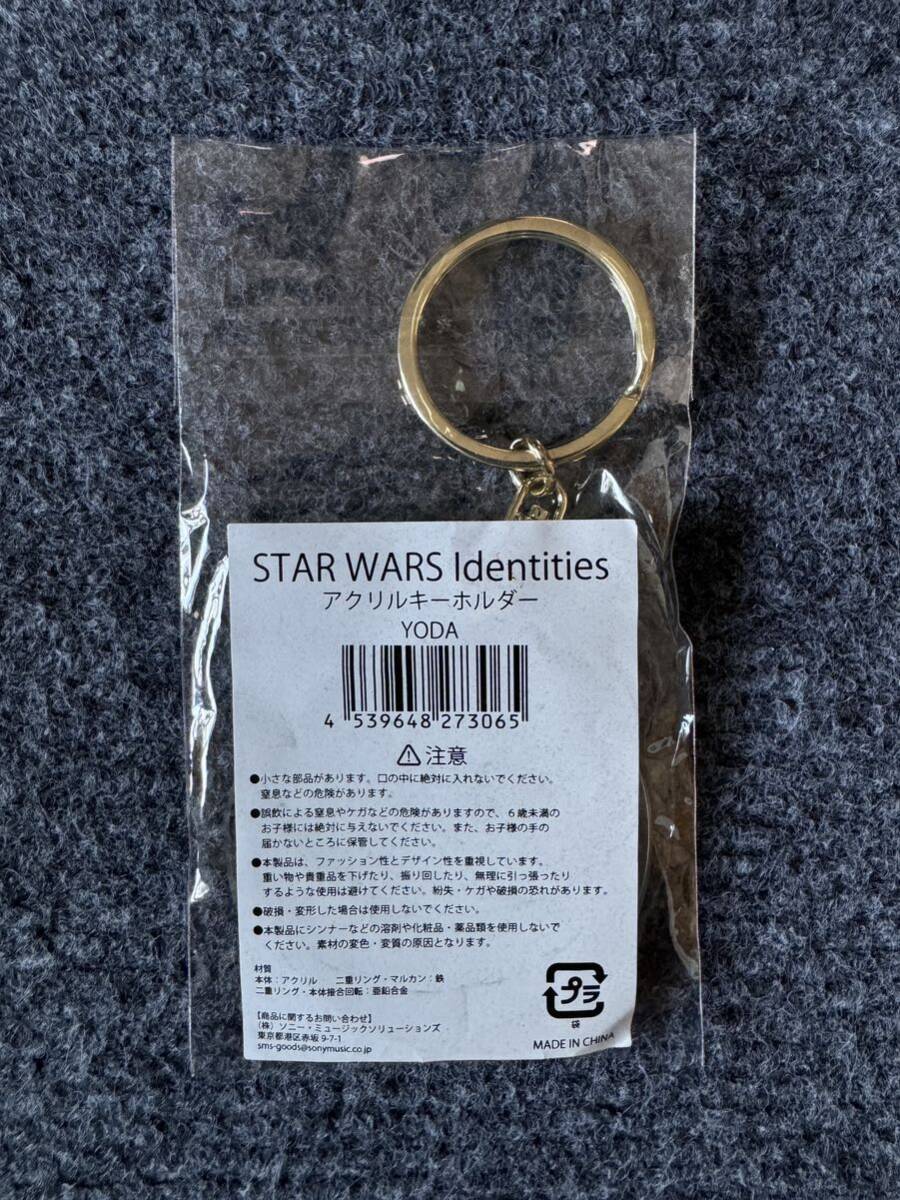 STAR WARS Identities
アクリルキーホルダー
YODA
4 539648 273065
⚠注意
●小さな部品があります。口の中に絶対に入れないでください。
窒息などの危険があります。
●誤飲による窒息やケガなどの危険がありますので、6歳未満の
お子様には絶対に与えないでください。また、お子様の手の
届かないところに保管してください。
●本製品は、ファッション性とデザイン性を重視しています。
重い物や貴重品を下げたり、振り回したり、無理に引っ張ったり
するような使用は避けてください。紛失・ケガや破損の恐れがあります。
●破損・変形した場合は使用しないでください。
●本製品にシンナーなどの溶剤や化粧品・薬品類を使用しないで
ください。素材の変色・変質の原因となります。
材質
本体：アクリル　二重リング・マルカン：鉄
二重リング・本体接合回転：亜鉛合金
プラ
袋
【商品に関するお問い合わせ】
（株）ソニー・ミュージックソリューションズ
東京都港区赤坂 9-7-1
sms-goods@sonymusic.co.jp
MADE IN CHINA